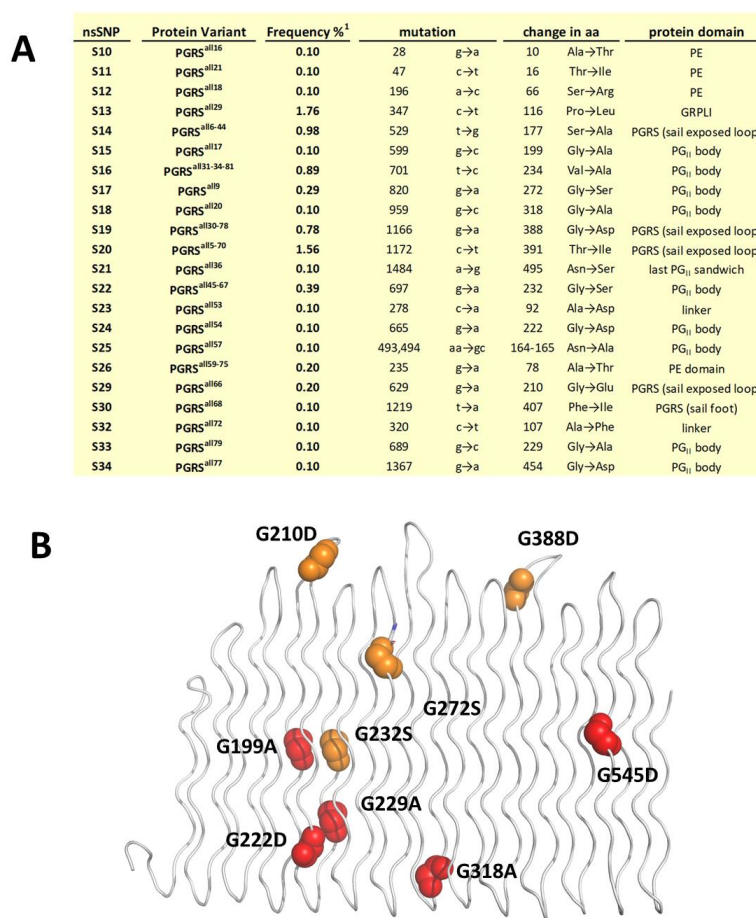 A
nsSNP Protein Variant Frequency %1 mutation change in aa protein domain
S10 PGRSall16 0.10 28 g→a 10 Ala→Thr PE
S11 PGRSall21 0.10 47 c→t 16 Thr→Ile PE
S12 PGRSall18 0.10 196 a→c 66 Ser→Arg PE
S13 PGRSall29 1.76 347 c→t 116 Pro→Leu GRPLI
S14 PGRSall6-44 0.98 529 t→g 177 Ser→Ala PGRS (sail exposed loop
S15 PGRSall17 0.10 599 g→c 199 Gly→Ala PGII body
S16 PGRSall31-34-81 0.89 701 t→c 234 Val→Ala PGII body
S17 PGRSall9 0.29 820 g→a 272 Gly→Ser PGII body
S18 PGRSall20 0.10 959 g→c 318 Gly→Ala PGII body
S19 PGRSall30-78 0.78 1166 g→a 388 Gly→Asp PGRS (sail exposed loop
S20 PGRSall5-70 1.56 1172 c→t 391 Thr→Ile PGRS (sail exposed loop
S21 PGRSall36 0.10 1484 a→g 495 Asn→Ser last PGII sandwich
S22 PGRSall45-67 0.39 697 g→a 232 Gly→Ser PGII body
S23 PGRSall53 0.10 278 c→a 92 Ala→Asp linker
S24 PGRSall54 0.10 665 g→a 222 Gly→Asp PGII body
S25 PGRSall57 0.10 493,494 aa→gc 164-165 Asn→Ala PGII body
S26 PGRSall59-75 0.20 235 g→a 78 Ala→Thr PE domain
S29 PGRSall66 0.20 629 g→a 210 Gly→Glu PGRS (sail exposed loop
S30 PGRSall68 0.10 1219 t→a 407 Phe→Ile PGRS (sail foot)
S32 PGRSall72 0.10 320 c→t 107 Ala→Phe linker
S33 PGRSall79 0.10 689 g→c 229 Gly→Ala PGII body
S34 PGRSall77 0.10 1367 g→a 454 Gly→Asp PGII body
B
G210D
G388D
G272S
G199A
G232S
G545D
G229A
G222D
G318A